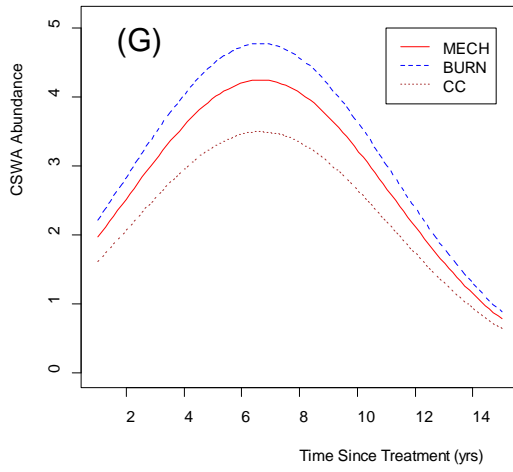 (G)
MECH
BURN
CC
CSWA Abundance
5
4
3
2
1
0
2 4 6 8 10 12 14
Time Since Treatment (yrs)